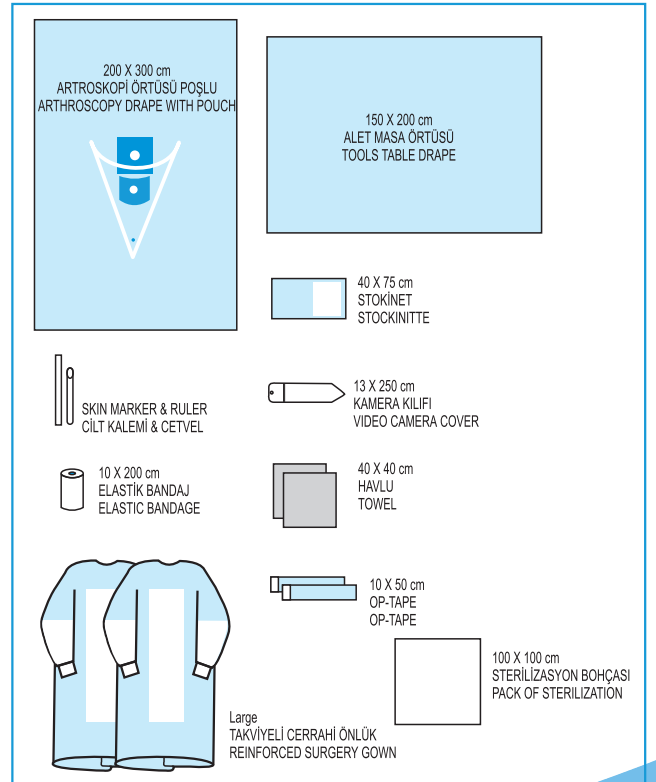 200 X 300 cm
ARTROSKOPİ ÖRTÜSÜ POŞLU
ARTHROSCOPY DRAPE WITH POUCH
150 X 200 cm
ALET MASA ÖRTÜSÜ
TOOLS TABLE DRAPE
40 X 75 cm
STOKİNET
STOCKINITTE
SKIN MARKER & RULER
CİLT KALEMİ & CETVEL
13 X 250 cm
KAMERA KILIFI
VIDEO CAMERA COVER
10 X 200 cm
ELASTİK BANDAJ
ELASTIC BANDAGE
40 X 40 cm
HAVLU
TOWEL
10 X 50 cm
OP-TAPE
OP-TAPE
100 X 100 cm
STERİLİZASYON BOHÇASI
PACK OF STERILIZATION
Large
TAKVİYELİ CERRAHİ ÖNLÜK
REINFORCED SURGERY GOWN